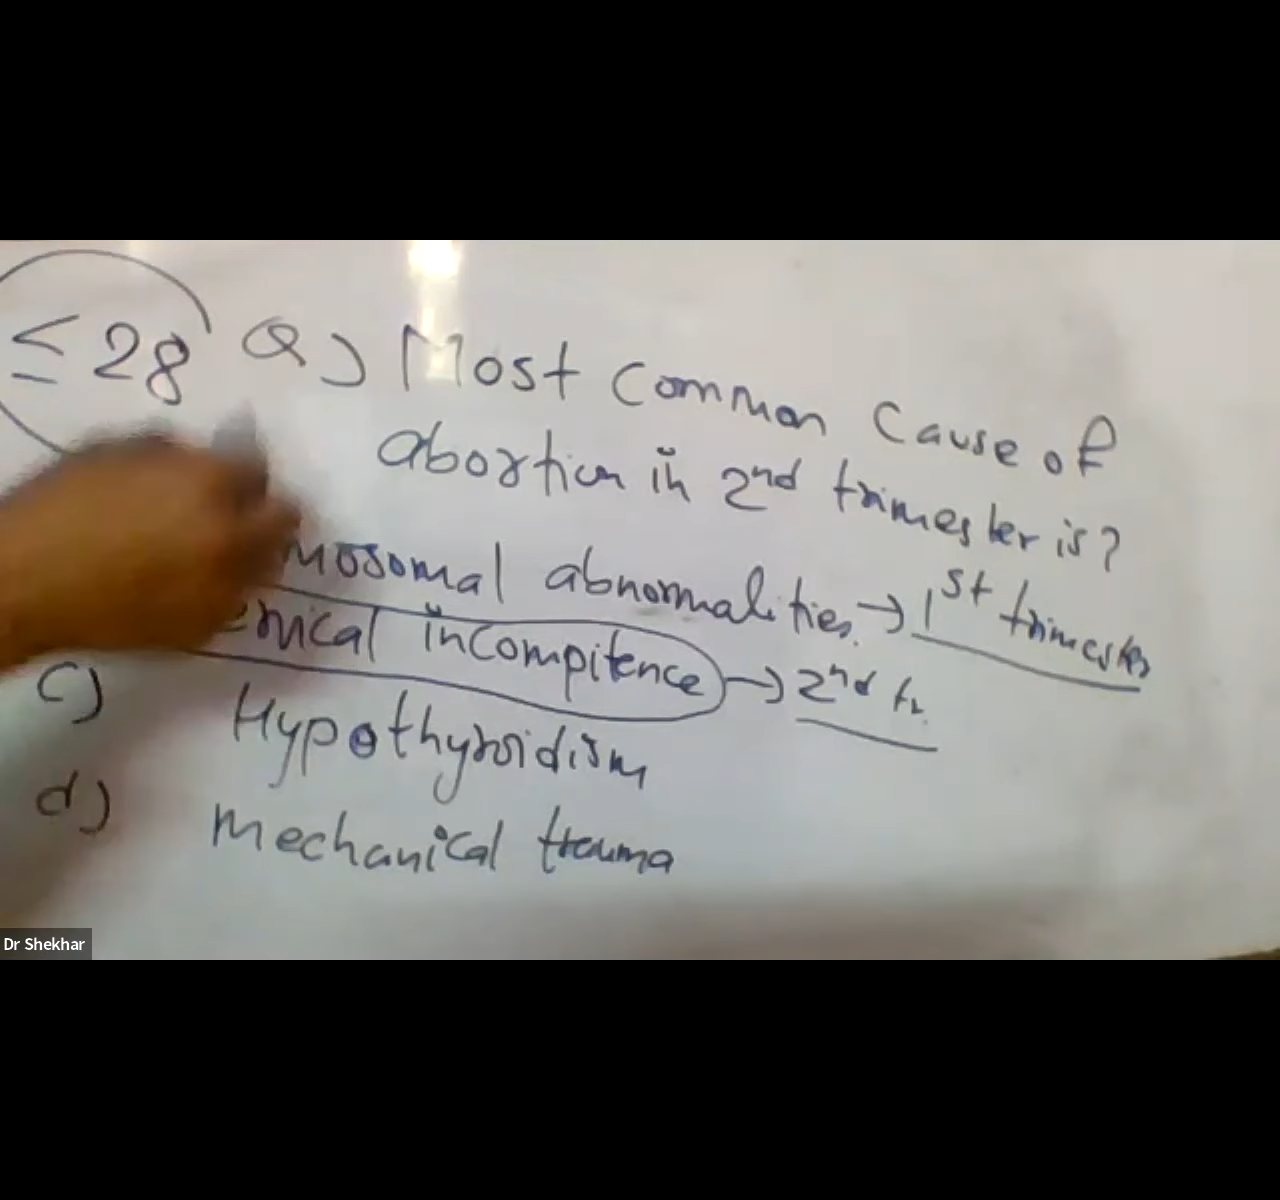 ≤ 28
Q) Most Common Cause of
abortion in 2nd trimester is?
mosomal abnormalities. → 1st trimester
erical incompitence → 2nd tr.
c) Hypothyroidism
d) mechanical trauma
Dr Shekhar